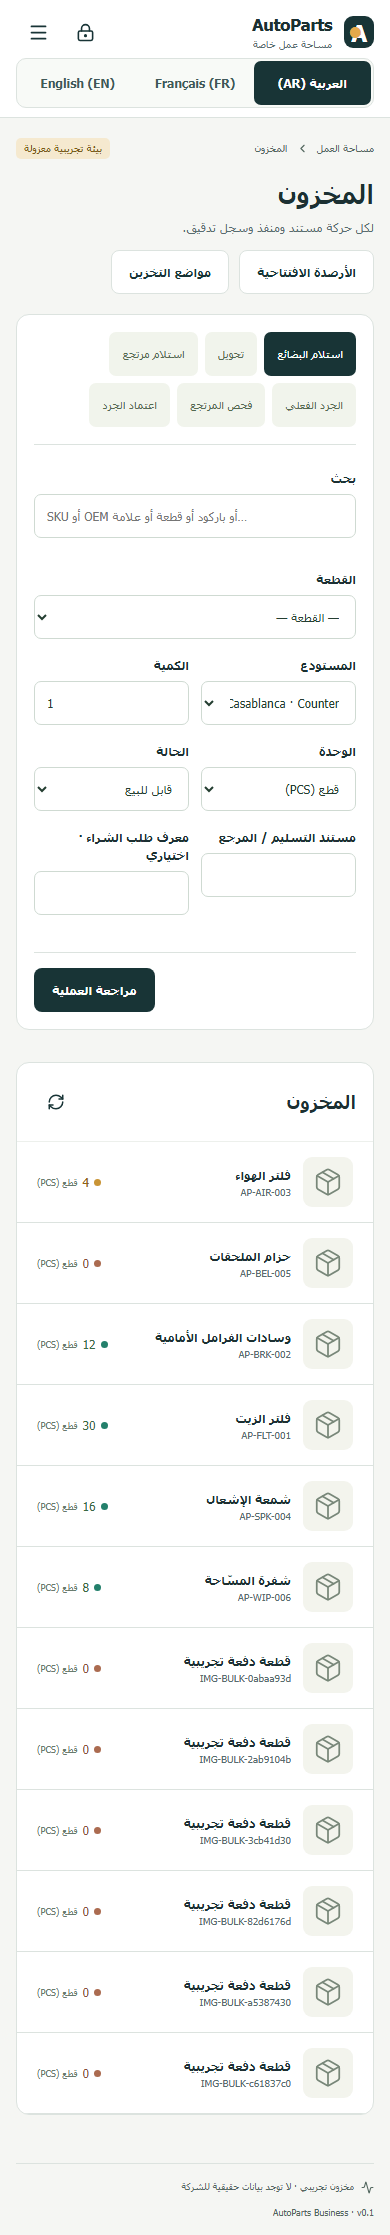 AutoParts
مساحة عمل خاصة
العربية (AR)
Français (FR)
English (EN)
مساحة العمل
المخزون
بيئة تجريبية معزولة
المخزون
لكل حركة مستند ومنفذ وسجل تدقيق.
الأرصدة الافتتاحية
مواضع التخزين
استلام البضائع
تحويل
استلام مرتجع
الجرد الفعلي
فحص المرتجع
اعتماد الجرد
بحث
SKU أو OEM أو باركود أو قطعة أو علامة...
القطعة
— القطعة —
المستودع
الكمية
Casablanca · Counter
1
الوحدة
الحالة
قطع (PCS)
قابل للبيع
مستند التسليم / المرجع
معرف طلب الشراء ·
اختياري
مراجعة العملية
المخزون
فلتر الهواء
AP-AIR-003
4 قطع (PCS)
حزام الملحقات
AP-BEL-005
0 قطع (PCS)
وسادات الفرامل الأمامية
AP-BRK-002
12 قطع (PCS)
فلتر الزيت
AP-FLT-001
30 قطع (PCS)
شمعة الإشعال
AP-SPK-004
16 قطع (PCS)
شفرة المسّاحة
AP-WIP-006
8 قطع (PCS)
قطعة دفعة تجريبية
IMG-BULK-0abaa93d
0 قطع (PCS)
قطعة دفعة تجريبية
IMG-BULK-2ab9104b
0 قطع (PCS)
قطعة دفعة تجريبية
IMG-BULK-3cb41d30
0 قطع (PCS)
قطعة دفعة تجريبية
IMG-BULK-82d6176d
0 قطع (PCS)
قطعة دفعة تجريبية
IMG-BULK-a5387430
0 قطع (PCS)
قطعة دفعة تجريبية
IMG-BULK-c61837c0
0 قطع (PCS)
مخزون تجريبي · لا توجد بيانات حقيقية للشركة
AutoParts Business · v0.1